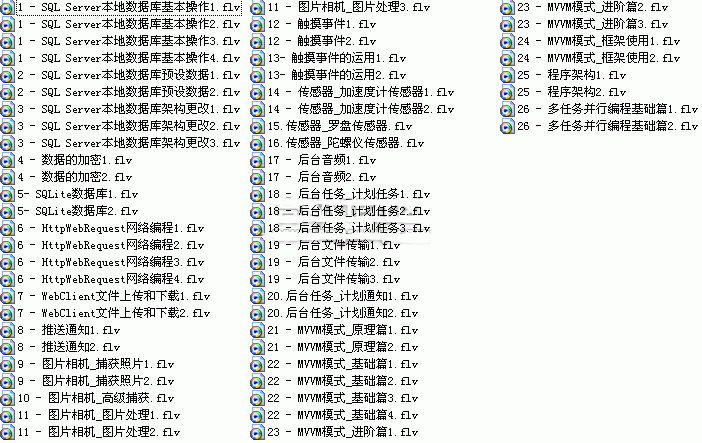 1 - SQL Server本地数据库基本操作1.flv
1 - SQL Server本地数据库基本操作2.flv
1 - SQL Server本地数据库基本操作3.flv
1 - SQL Server本地数据库基本操作4.flv
2 - SQL Server本地数据库预设数据1.flv
2 - SQL Server本地数据库预设数据2.flv
3 - SQL Server本地数据库架构更改1.flv
3 - SQL Server本地数据库架构更改2.flv
3 - SQL Server本地数据库架构更改3.flv
4 - 数据的加密1.flv
4 - 数据的加密2.flv
5- SQLite数据库1.flv
5- SQLite数据库2.flv
6 - HttpWebRequest网络编程1.flv
6 - HttpWebRequest网络编程2.flv
6 - HttpWebRequest网络编程3.flv
6 - HttpWebRequest网络编程4.flv
7 - WebClient文件上传和下载1.flv
7 - WebClient文件上传和下载2.flv
8 - 推送通知1.flv
8 - 推送通知2.flv
9 - 图片相机_捕获照片1.flv
9 - 图片相机_捕获照片2.flv
10 - 图片相机_高级捕获.flv
11 - 图片相机_图片处理1.flv
11 - 图片相机_图片处理2.flv
11 - 图片相机_图片处理3.flv
12 - 触摸事件1.flv
12 - 触摸事件2.flv
13- 触摸事件的运用1.flv
13- 触摸事件的运用2.flv
14 - 传感器_加速度计传感器1.flv
14 - 传感器_加速度计传感器2.flv
15.传感器_罗盘传感器.flv
16.传感器_陀螺仪传感器.flv
17 - 后台音频1.flv
17 - 后台音频2.flv
18 - 后台任务_计划任务1.flv
18 - 后台任务_计划任务2.flv
18 - 后台任务_计划任务3.flv
19 - 后台文件传输1.flv
19 - 后台文件传输2.flv
19 - 后台文件传输3.flv
20.后台任务_计划通知1.flv
20.后台任务_计划通知2.flv
21 - MVVM模式_原理篇1.flv
21 - MVVM模式_原理篇2.flv
22 - MVVM模式_基础篇1.flv
22 - MVVM模式_基础篇2.flv
22 - MVVM模式_基础篇3.flv
22 - MVVM模式_基础篇4.flv
23 - MVVM模式_进阶篇1.flv
23 - MVVM模式_进阶篇2.flv
23 - MVVM模式_进阶篇3.flv
24 - MVVM模式_框架使用1.flv
24 - MVVM模式_框架使用2.flv
25 - 程序架构1.flv
25 - 程序架构2.flv
26 - 多任务并行编程基础篇1.flv
26 - 多任务并行编程基础篇2.flv